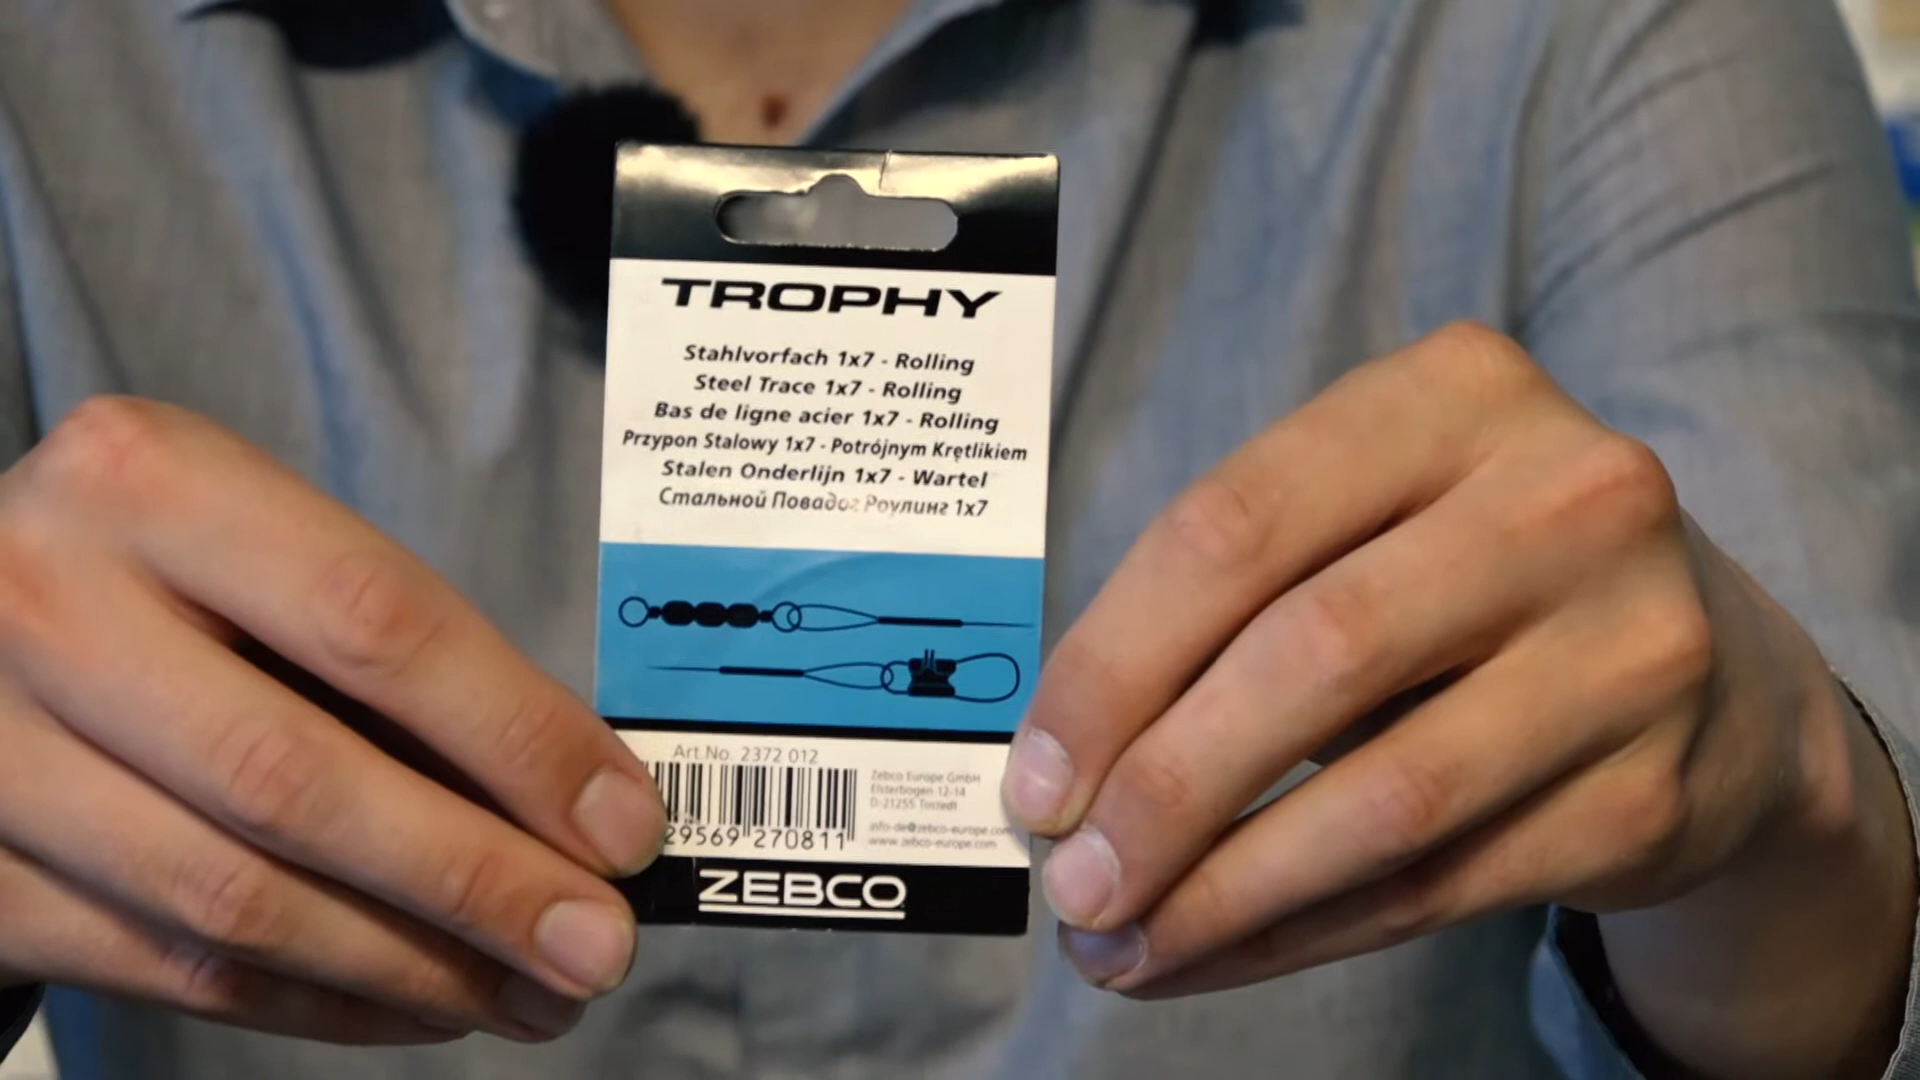 TROPHY
Stahlvorfach 1x7 - Rolling
Steel Trace 1x7 - Rolling
Bas de ligne acier 1x7 - Rolling
Przypon Stalowy 1x7 - Potrójnym Krętlikiem
Stalen Onderlijn 1x7 - Wartel
Стальной Роулинг 1x7
Art.No. 2372 012
29569 270811
Zebco Europe GmbH
Elsterbogen 12-14
D-21255 Tostedt
info-de@zebco-europe.com
www.zebco-europe.com
ZEBCO